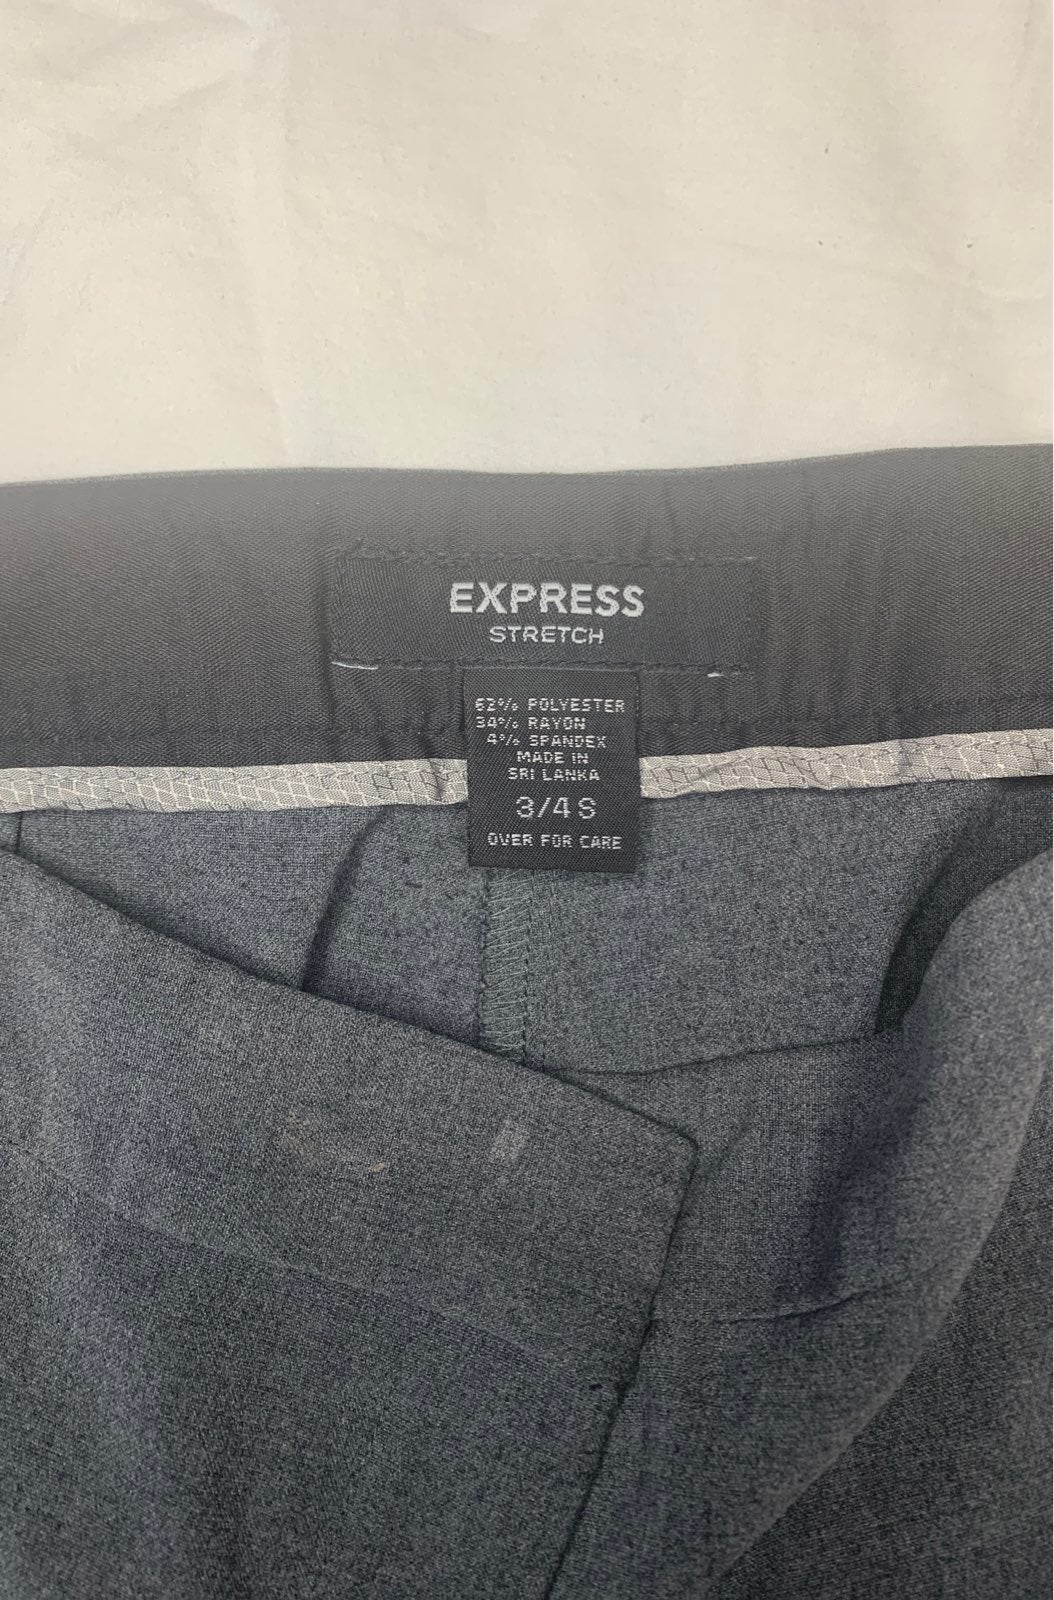 EXPRESS
STRETCH
62% POLYESTER
34% RAYON
4% SPANDEX
MADE IN
SRI LANKA
3/4 S
OVER FOR CARE